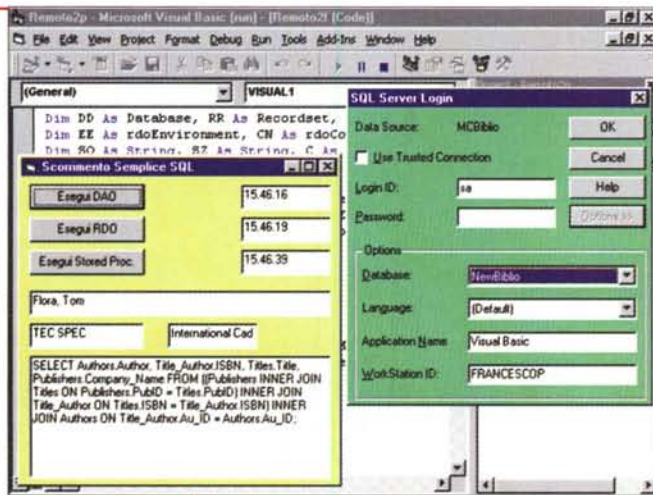 Remoto2p - Microsoft Visual Basic [run] - [Remoto2f (Code)]
File Edit View Project Format Debug Run Tools Add-Ins Window Help
(General) VISUAL1
Dim DD As Database, RR As Recordset,
Dim EE As rdoEnvironment, CN As rdoCo
Dim SQ As String, SZ As String, C As
Scommento Semplice SQL
Esegui DAO 15.46.16
Esegui RDO 15.46.19
Esegui Stored Proc. 15.46.39
Flora, Tom
TEC SPEC International Cad
SELECT Authors.Author, Title_Author.ISBN, Titles.Title,
Publishers.Company_Name FROM ((Publishers INNER JOIN
Titles ON Publishers.PubID = Titles.PubID) INNER JOIN
Title_Author ON Titles.ISBN = Title_Author.ISBN) INNER
JOIN Authors ON Title_Author.Au_ID = Authors.Au_ID;
SQL Server Login
Data Source: MCBiblio OK
Use Trusted Connection Cancel
Login ID: sa Help
Password: Options >>
Options
Database: NewBiblio
Language: (Default)
Application Name: Visual Basic
WorkStation ID: FRANCESCOP